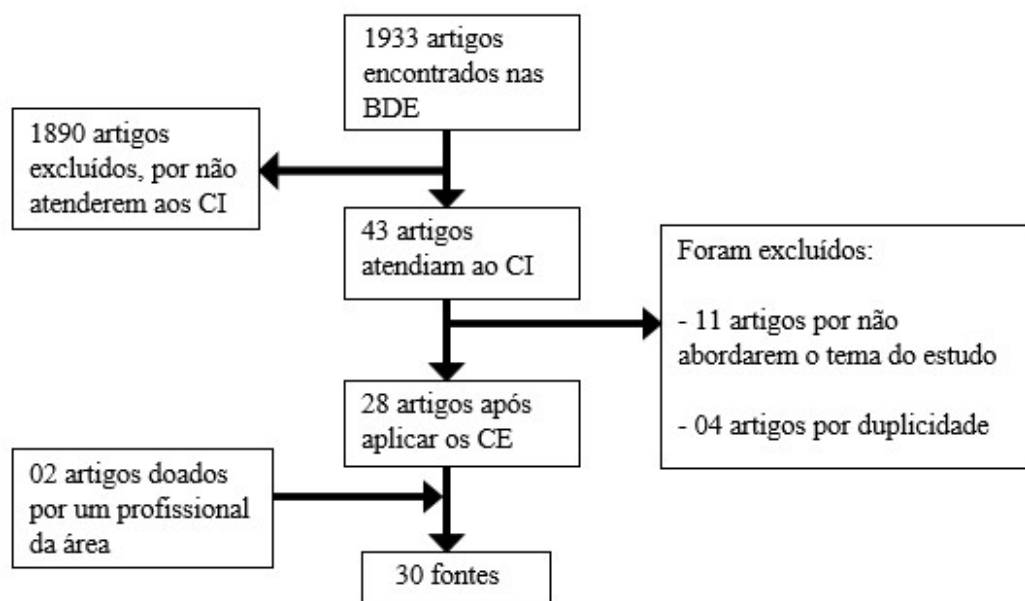 1933 artigos
encontrados nas
BDE
1890 artigos
excluídos, por não
atenderem aos CI
43 artigos
atendiam ao CI
Foram excluídos:
- 11 artigos por não
abordarem o tema do estudo
- 04 artigos por duplicidade
28 artigos após
aplicar os CE
02 artigos doados
por um profissional
da área
30 fontes